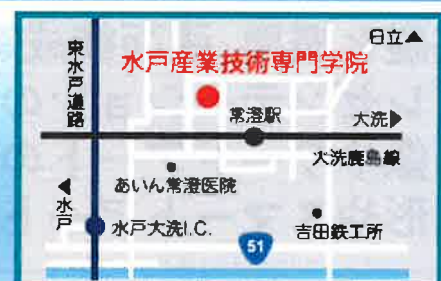 日立▲
東水戸道路
水戸産業技術専門学院
常澄駅
大洗▶
大洗鹿島線
◀水戸
あいん常澄医院
水戸大洗I.C.
吉田鉄工所
51